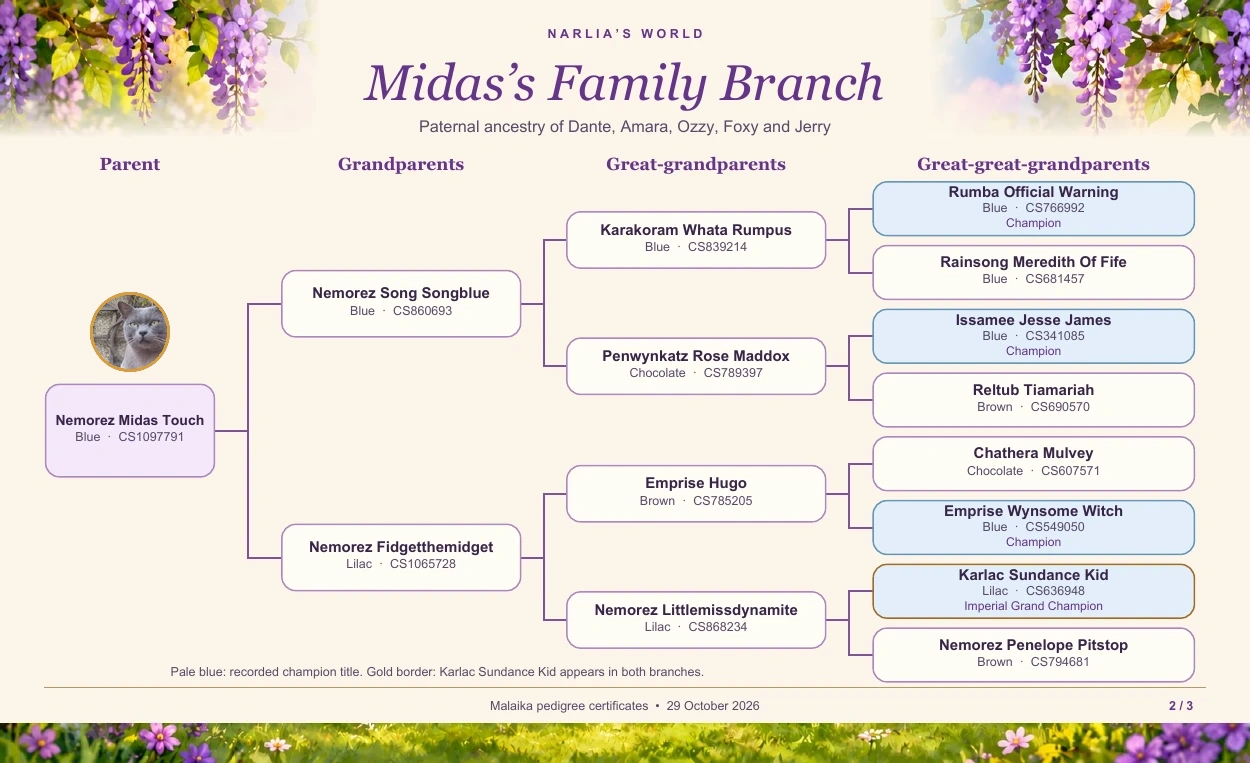 NARLIA’S WORLD
Midas’s Family Branch
Paternal ancestry of Dante, Amara, Ozzy, Foxy and Jerry
Parent
Grandparents
Great-grandparents
Great-great-grandparents
Nemorez Midas Touch
Blue · CS1097791
Nemorez Song Songblue
Blue · CS860693
Nemorez Fidgetthemidget
Lilac · CS1065728
Karakoram Whata Rumpus
Blue · CS839214
Penwynkatz Rose Maddox
Chocolate · CS789397
Emprise Hugo
Brown · CS785205
Nemorez Littlemissdynamite
Lilac · CS868234
Rumba Official Warning
Blue · CS766992
Champion
Rainsong Meredith Of Fife
Blue · CS681457
Issamee Jesse James
Blue · CS341085
Champion
Reltub Tiamariah
Brown · CS690570
Chathera Mulvey
Chocolate · CS607571
Emprise Wynsome Witch
Blue · CS549050
Champion
Karlac Sundance Kid
Lilac · CS636948
Imperial Grand Champion
Nemorez Penelope Pitstop
Brown · CS794681
Pale blue: recorded champion title. Gold border: Karlac Sundance Kid appears in both branches.
Malaika pedigree certificates • 29 October 2026
2 / 3